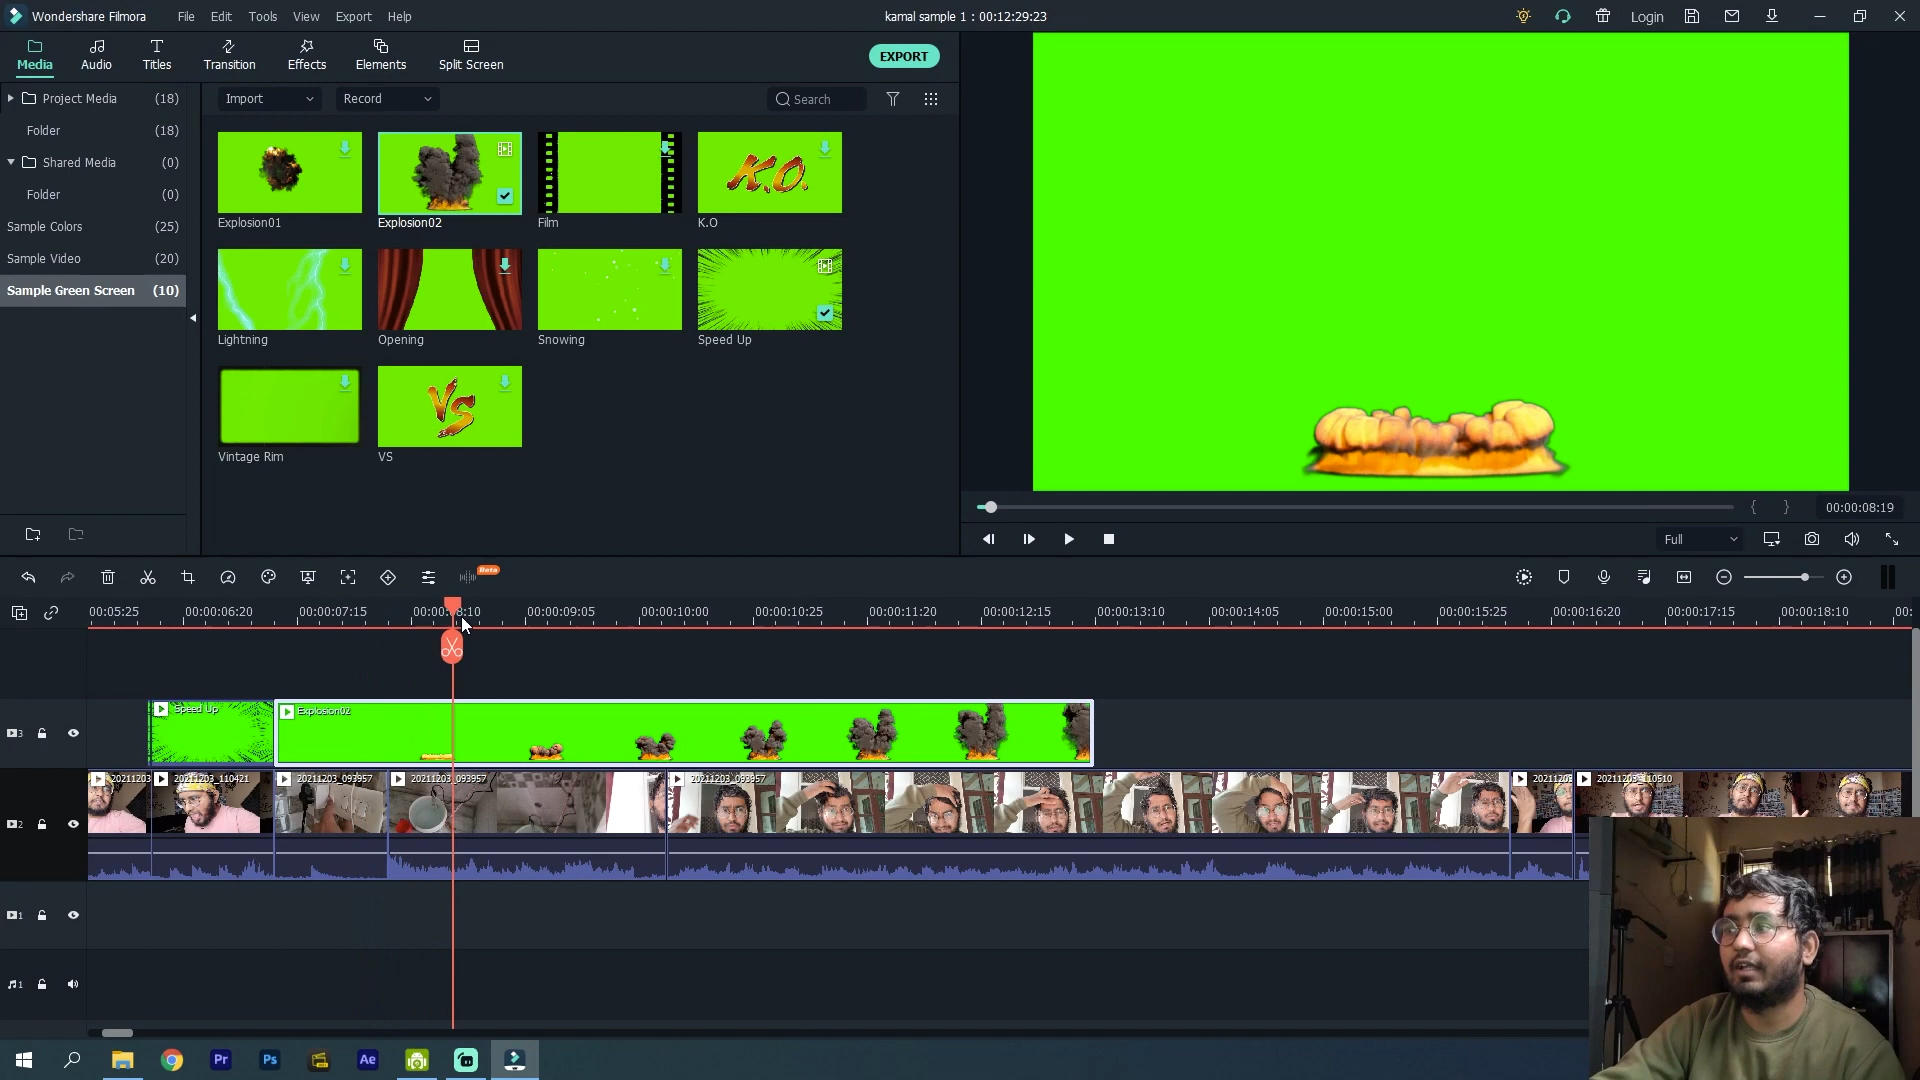 Wondershare Filmora File Edit Tools View Export Help kamal sample 1 : 00:12:29:23 Login
Media Audio Titles Transition Effects Elements Split Screen EXPORT
Project Media (18)
Folder (18)
Shared Media (0)
Folder (0)
Sample Colors (25)
Sample Video (20)
Sample Green Screen (10)
Import Record Search
K.O.
Explosion01 Explosion02 Film K.O
Lightning Opening Snowing Speed Up
VS
Vintage Rim VS
{ } 00:00:08:19
Full
Beta
00:05:25 00:00:06:20 00:00:07:15 00:00:08:10 00:00:09:05 00:00:10:00 00:00:10:25 00:00:11:20 00:00:12:15 00:00:13:10 00:00:14:05 00:00:15:00 00:00:15:25 00:00:16:20 00:00:17:15 00:00:18:10 00:
3 Speed Up Explosion02
20211203 20211203_110421 20211203_093957 20211203_093957 20211203_093957 20211203 20211203_110510
2
1
1
Pr Ps Ae